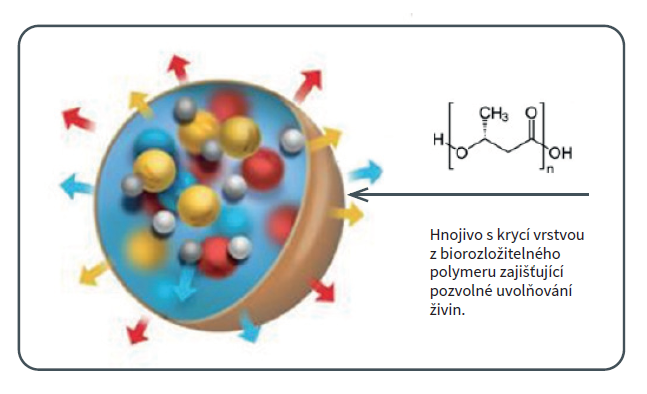 CH₃ O
H O OH
n
Hnojivo s krycí vrstvou
z biorozložitelného
polymeru zajišťující
pozvolné uvolňování
živin.